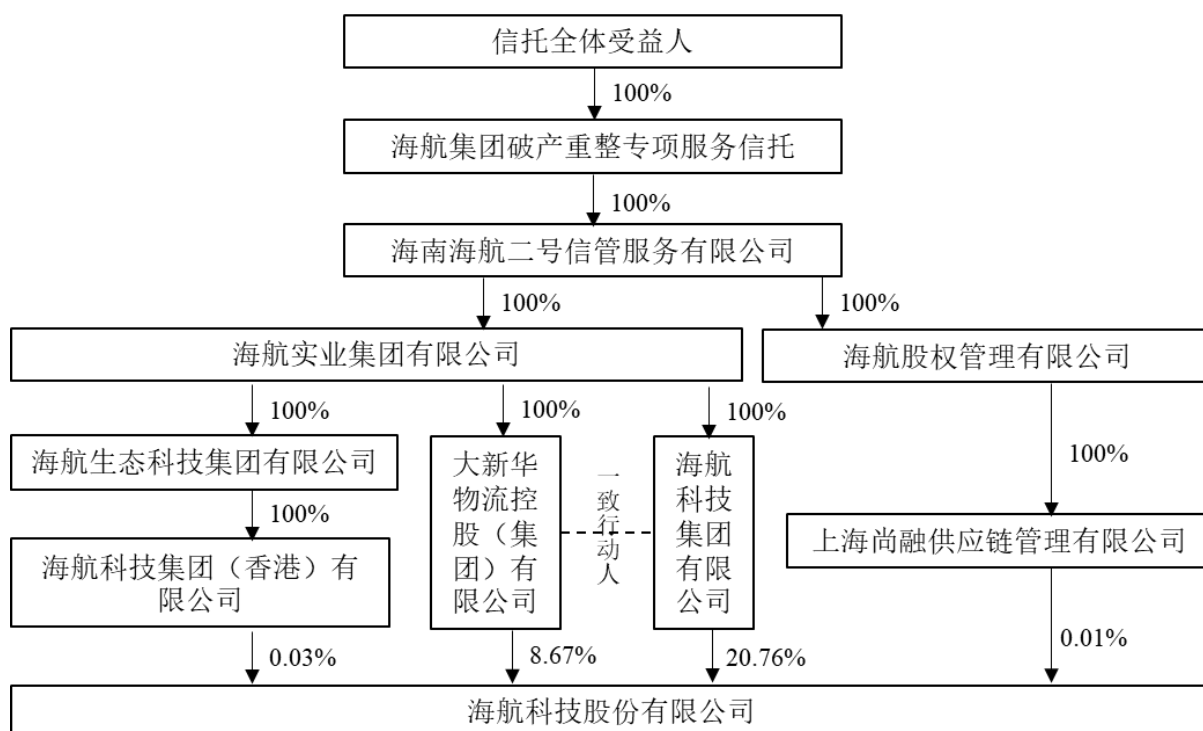 信托全体受益人
100%
海航集团破产重整专项服务信托
100%
海南海航二号信管服务有限公司
100%
100%
海航实业集团有限公司
海航股权管理有限公司
100%
100%
100%
海航生态科技集团有限公司
大新华
物流控
股（集
团）有
限公司
一致行动人
海航
科技
集团
有限
公司
100%
100%
海航科技集团（香港）有
限公司
上海尚融供应链管理有限公司
0.03%
8.67%
20.76%
0.01%
海航科技股份有限公司